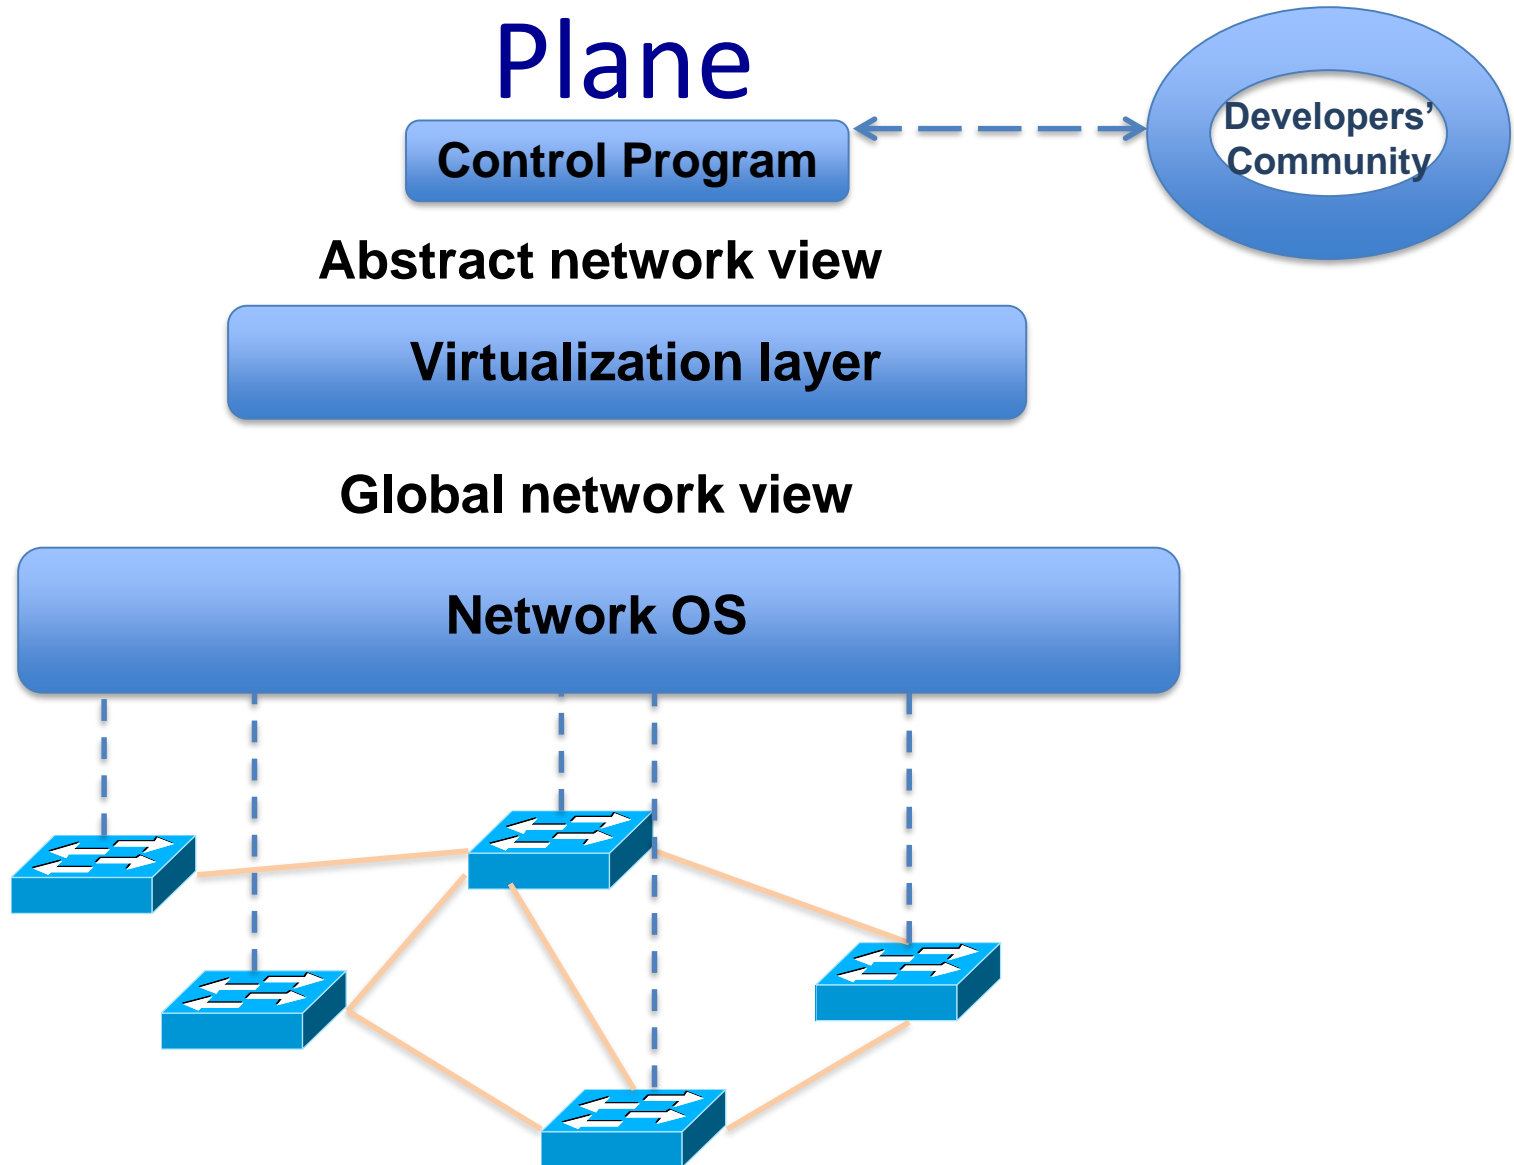 Plane
Control Program
Developers’
Community
Abstract network view
Virtualization layer
Global network view
Network OS